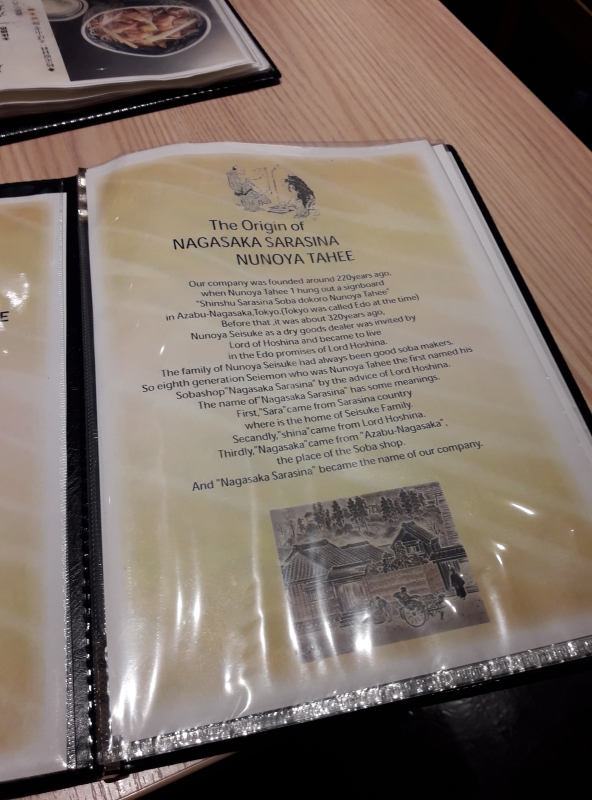 The Origin of
NAGASAKA SARASINA
NUNOYA TAHEE
Our company was founded around 220years ago,
when Nunoya Tahee 1 hung out a signboard
"Shinshu Sarasina Soba dokoro Nunoya Tahee"
in Azabu-Nagasaka,Tokyo.(Tokyo was called Edo at the time)
Before that ,it was about 320years ago,
Nunoya Seisuke as a dry goods dealer was invited by
Lord of Hoshina and became to live
in the Edo promises of Lord Hoshina.
The family of Nunoya Seisuke had always been good soba makers.
So eighth generation Seiemon who was Nunoya Tahee the first named his
Sobashop"Nagasaka Sarasina" by the advice of Lord Hoshina.
The name of"Nagasaka Sarasina" has some meanings.
First,"Sara"came from Sarasina country
where is the home of Seisuke Family.
Secandly,"shina"came from Lord Hoshina.
Thirdly,"Nagasaka"came from "Azabu-Nagasaka",
the place of the Soba shop.
And "Nagasaka Sarasina" became the name of our company.